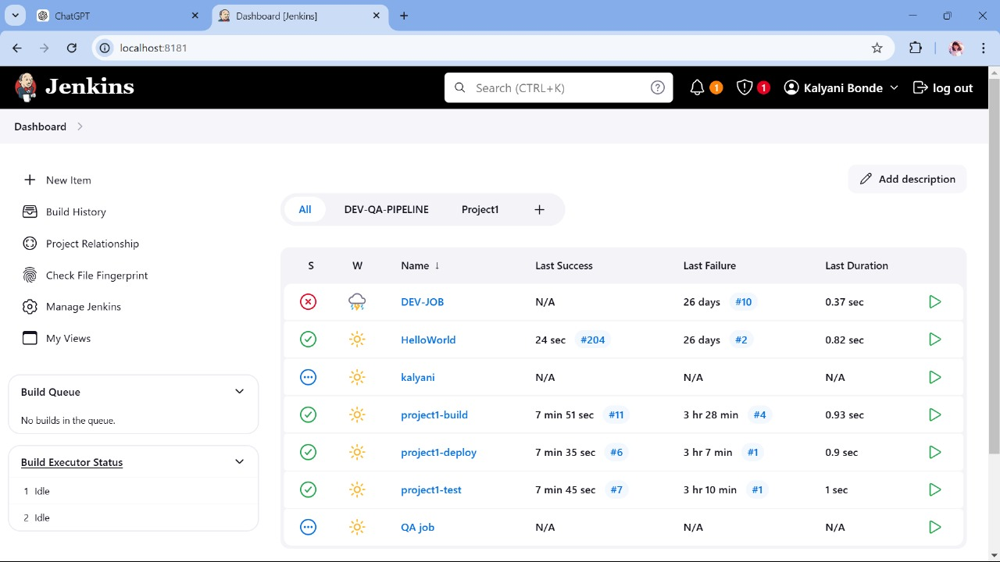 ChatGPT
Dashboard [Jenkins]
localhost:8181
Jenkins
Search (CTRL+K)
1
1
Kalyani Bonde
log out
Dashboard
New Item
Build History
Project Relationship
Check File Fingerprint
Manage Jenkins
My Views
Build Queue
No builds in the queue.
Build Executor Status
1 Idle
2 Idle
Add description
All DEV-QA-PIPELINE Project1 +
S W Name ↓ Last Success Last Failure Last Duration
DEV-JOB N/A 26 days #10 0.37 sec
HelloWorld 24 sec #204 26 days #2 0.82 sec
kalyani N/A N/A N/A
project1-build 7 min 51 sec #11 3 hr 28 min #4 0.93 sec
project1-deploy 7 min 35 sec #6 3 hr 7 min #1 0.9 sec
project1-test 7 min 45 sec #7 3 hr 10 min #1 1 sec
QA job N/A N/A N/A